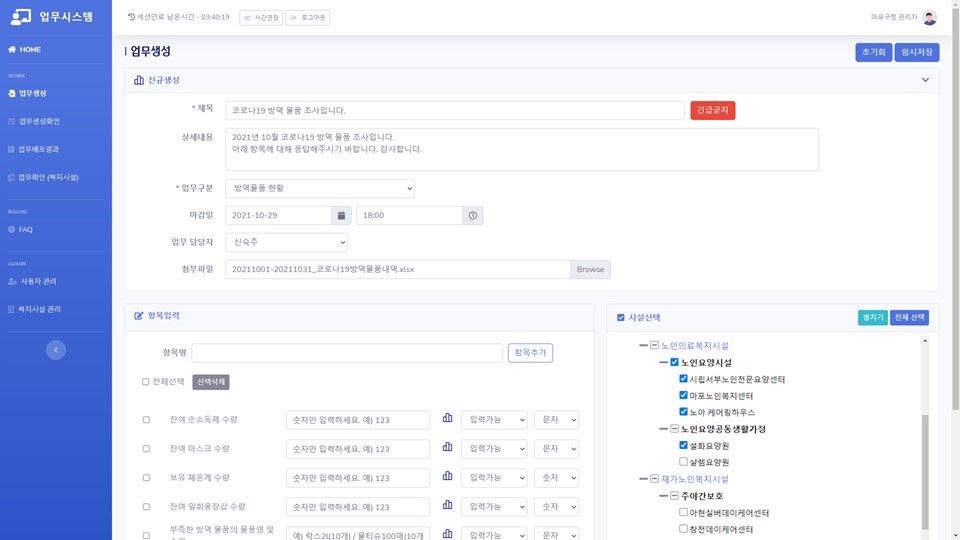 업무시스템
세션만료 남은시간 - 03:40:19
시간연장
로그아웃
마포구청 관리자
HOME
WORK
업무생성
업무생성확인
업무배포결과
업무확인 (복지시설)
BOARD
FAQ
ADMIN
사용자 관리
복지시설 관리
업무생성
초기화
임시저장
신규생성
* 제목
코로나19 방역 물품 조사입니다.
긴급공지
상세내용
2021년 10월 코로나19 방역 물품 조사입니다.
아래 항목에 대해 응답해주시기 바랍니다. 감사합니다.
* 업무구분
방역물품 현황
마감일
2021-10-29
18:00
업무 담당자
신숙주
첨부파일
20211001-20211031_코로나19방역물품내역.xlsx
Browse
항목입력
항목명
항목추가
전체선택
선택삭제
잔여 손소독제 수량
숫자만 입력하세요. 예) 123
입력가능
문자
잔여 마스크 수량
숫자만 입력하세요. 예) 123
입력가능
문자
보유 체온계 수량
숫자만 입력하세요. 예) 123
입력가능
숫자
잔여 일회용장갑 수량
숫자만 입력하세요. 예) 123
입력가능
숫자
부족한 방역 물품의 물품명 및
예) 락스2l(10개) / 물티슈100매(10개
입력가능
문자
시설선택
펼치기
전체 선택
노인의료복지시설
노인요양시설
시립서부노인전문요양센터
마포노인복지센터
노아 케어링하우스
노인요양공동생활가정
설화요양원
샬렘요양원
재가노인복지시설
주야간보호
아현실버데이케어센터
창전데이케어센터